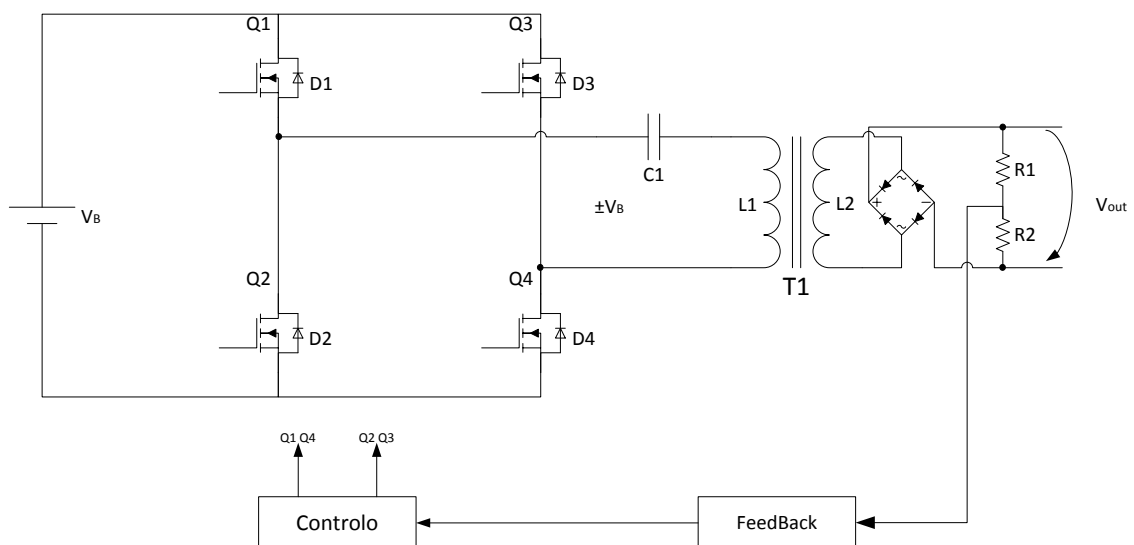 Q1
Q3
D1
D3
C1
R1
VB
±VB
L1
L2
~
+
−
~
Vout
R2
Q2
Q4
T1
D2
D4
Q1 Q4
Q2 Q3
Controlo
FeedBack